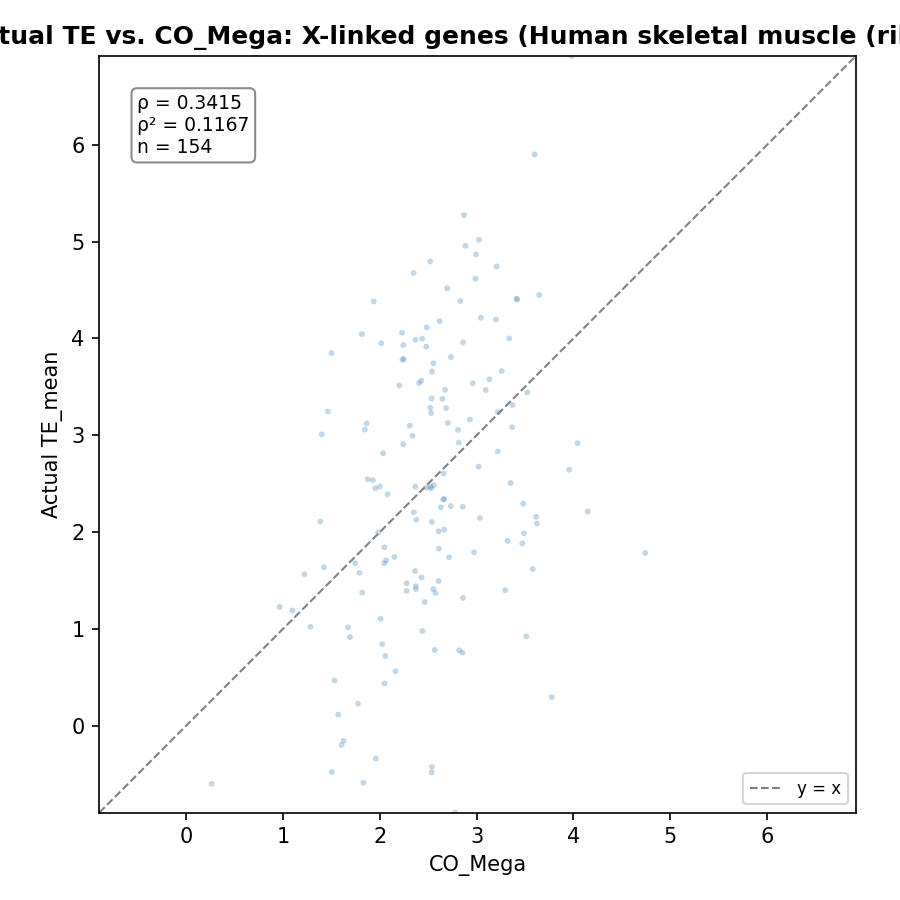 tual TE vs. CO_Mega: X-linked genes (Human skeletal muscle (ri
ρ = 0.3415
ρ² = 0.1167
n = 154
6
5
4
3
2
1
0
Actual TE_mean
y = x
0 1 2 3 4 5 6
CO_Mega